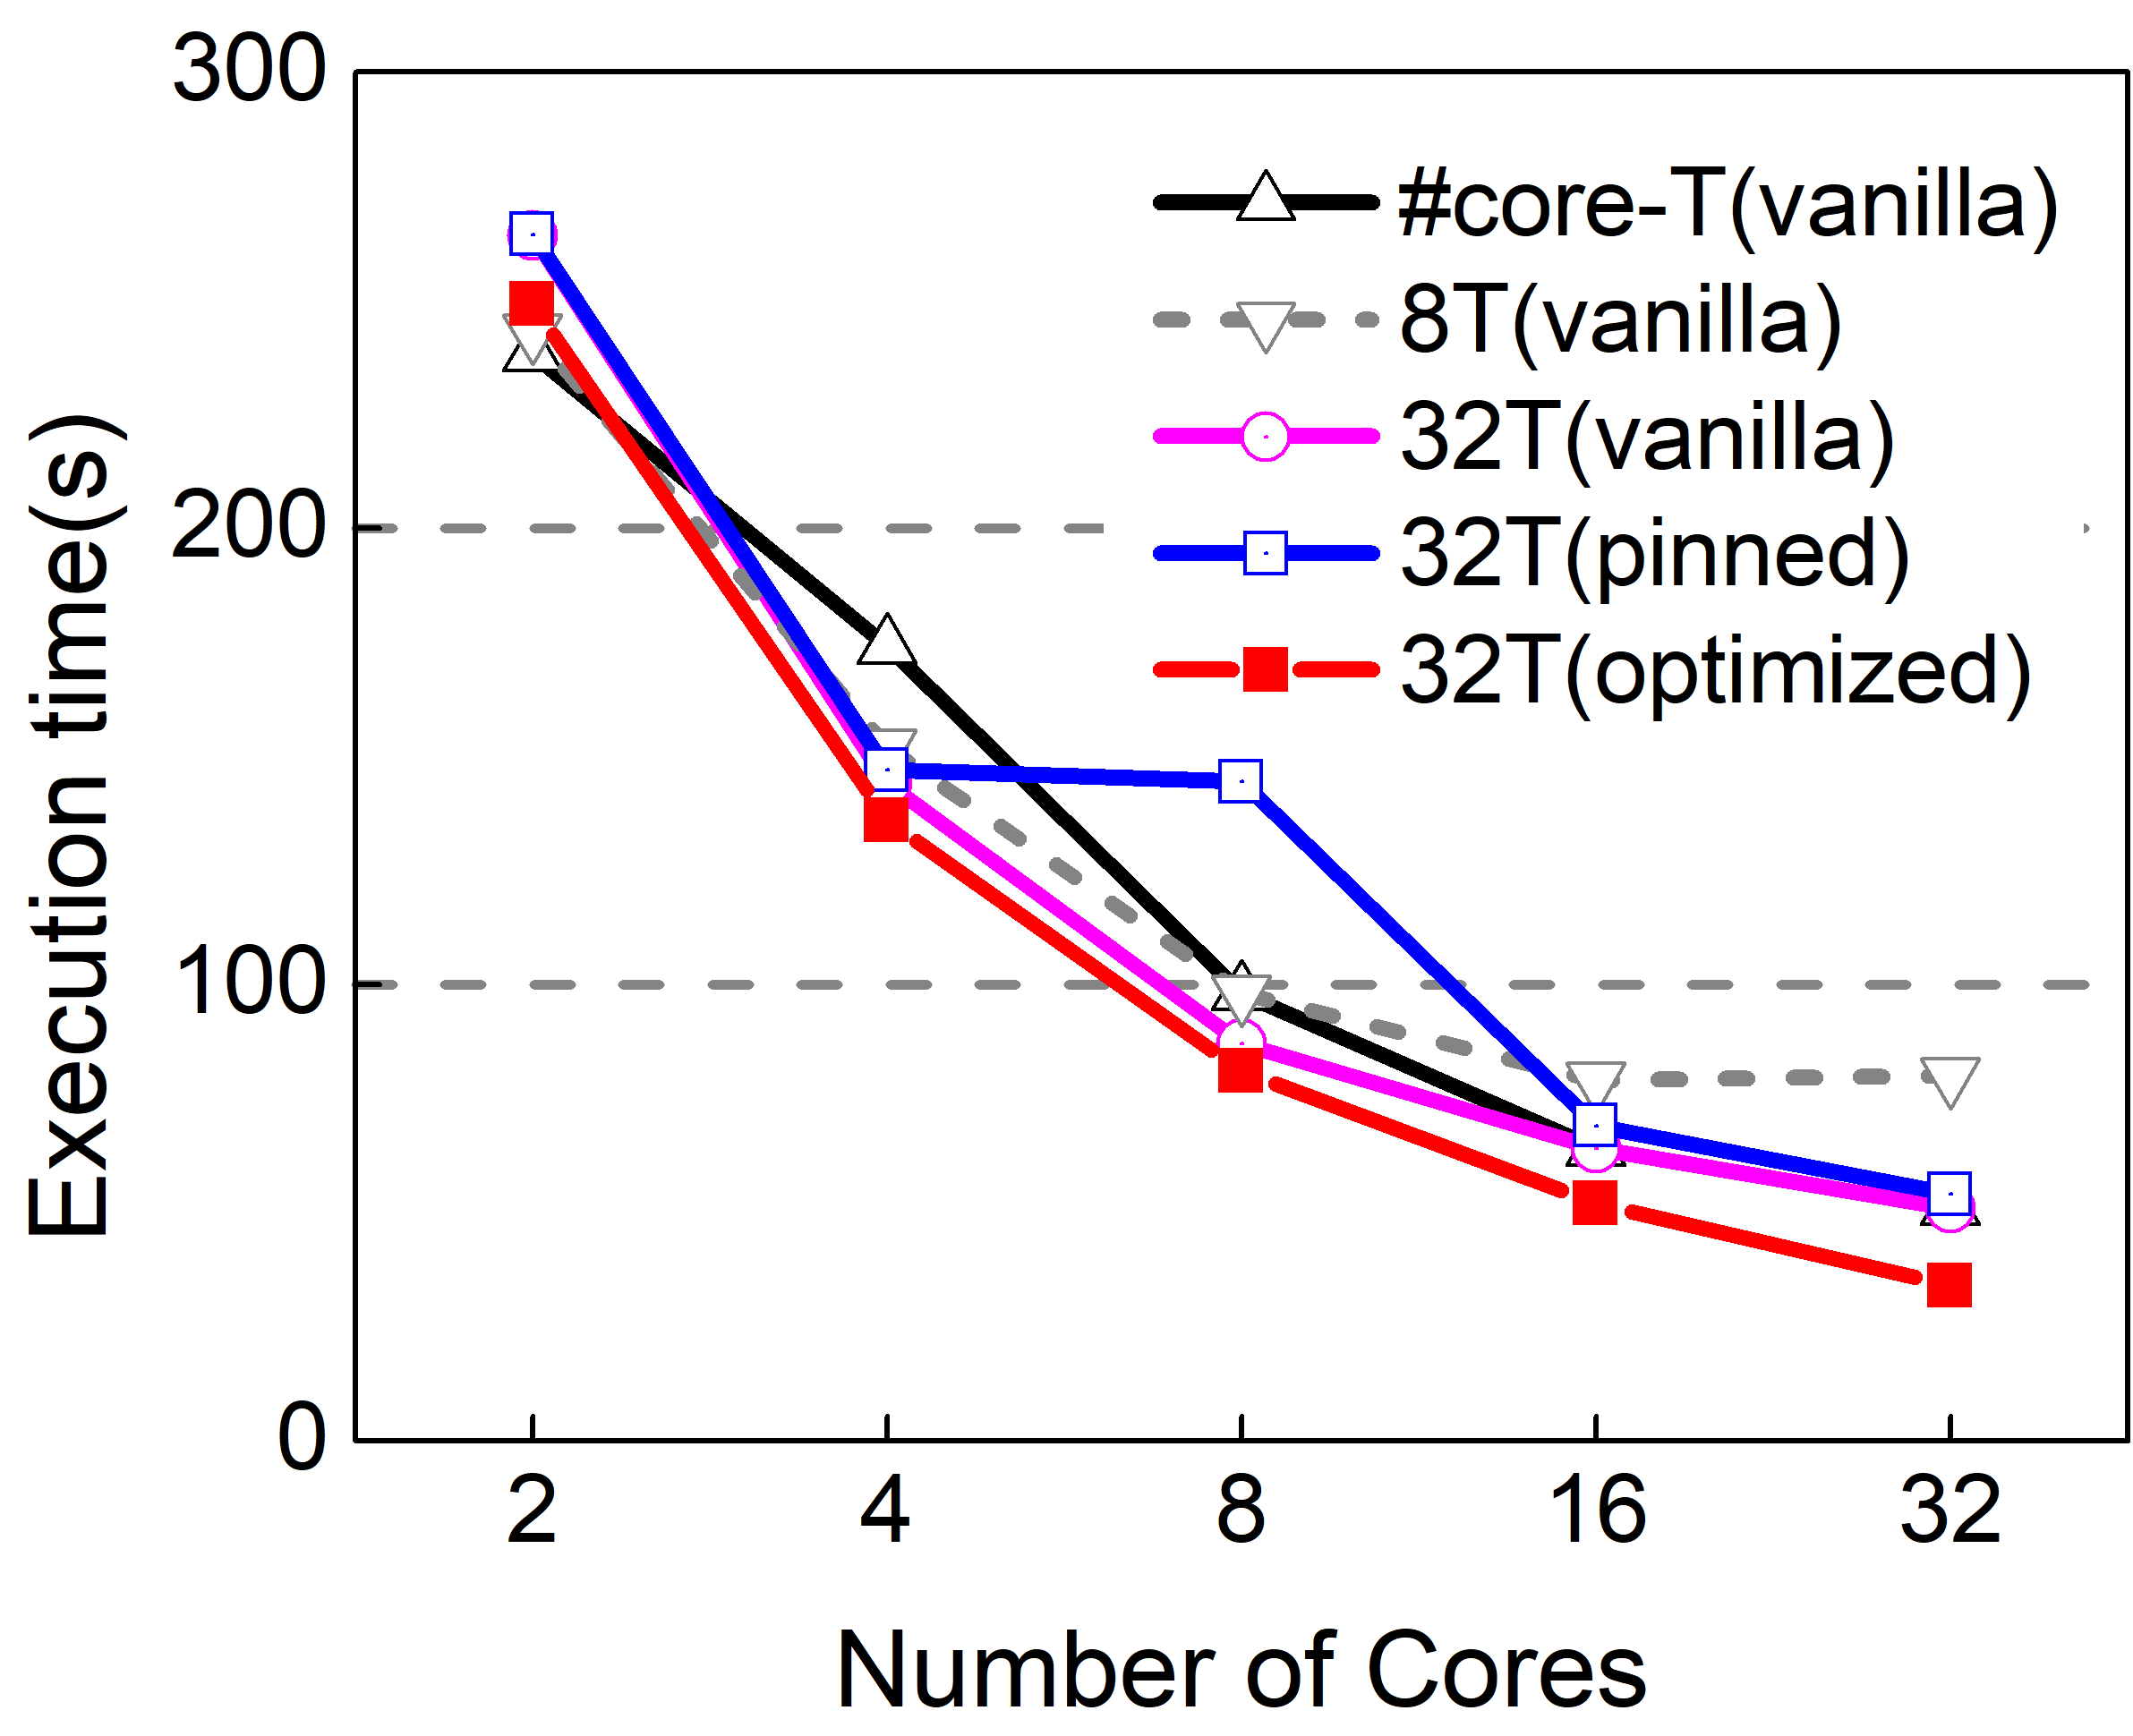 300
200
100
0
Execution time(s)
#core-T(vanilla)
8T(vanilla)
32T(vanilla)
32T(pinned)
32T(optimized)
2 4 8 16 32
Number of Cores